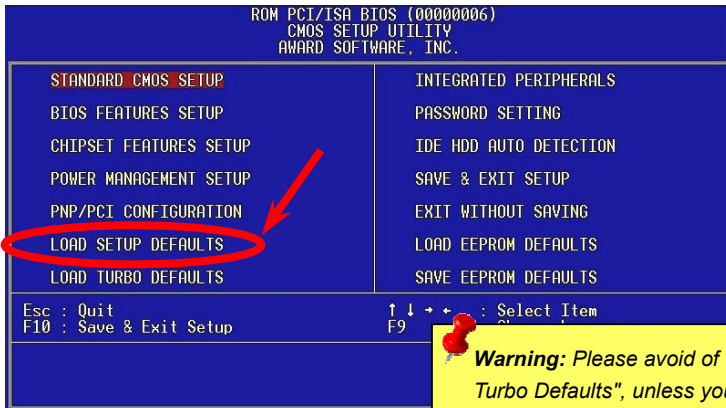 ROM PCI/ISA BIOS (00000006)
CMOS SETUP UTILITY
AWARD SOFTWARE, INC.
STANDARD CMOS SETUP
BIOS FEATURES SETUP
CHIPSET FEATURES SETUP
POWER MANAGEMENT SETUP
PNP/PCI CONFIGURATION
LOAD SETUP DEFAULTS
LOAD TURBO DEFAULTS
INTEGRATED PERIPHERALS
PASSWORD SETTING
IDE HDD AUTO DETECTION
SAVE & EXIT SETUP
EXIT WITHOUT SAVING
LOAD EEPROM DEFAULTS
SAVE EEPROM DEFAULTS
Esc : Quit
F10 : Save & Exit Setup
↑ ↓ → ← : Select Item
F9
Warning: Please avoid of
Turbo Defaults", unless